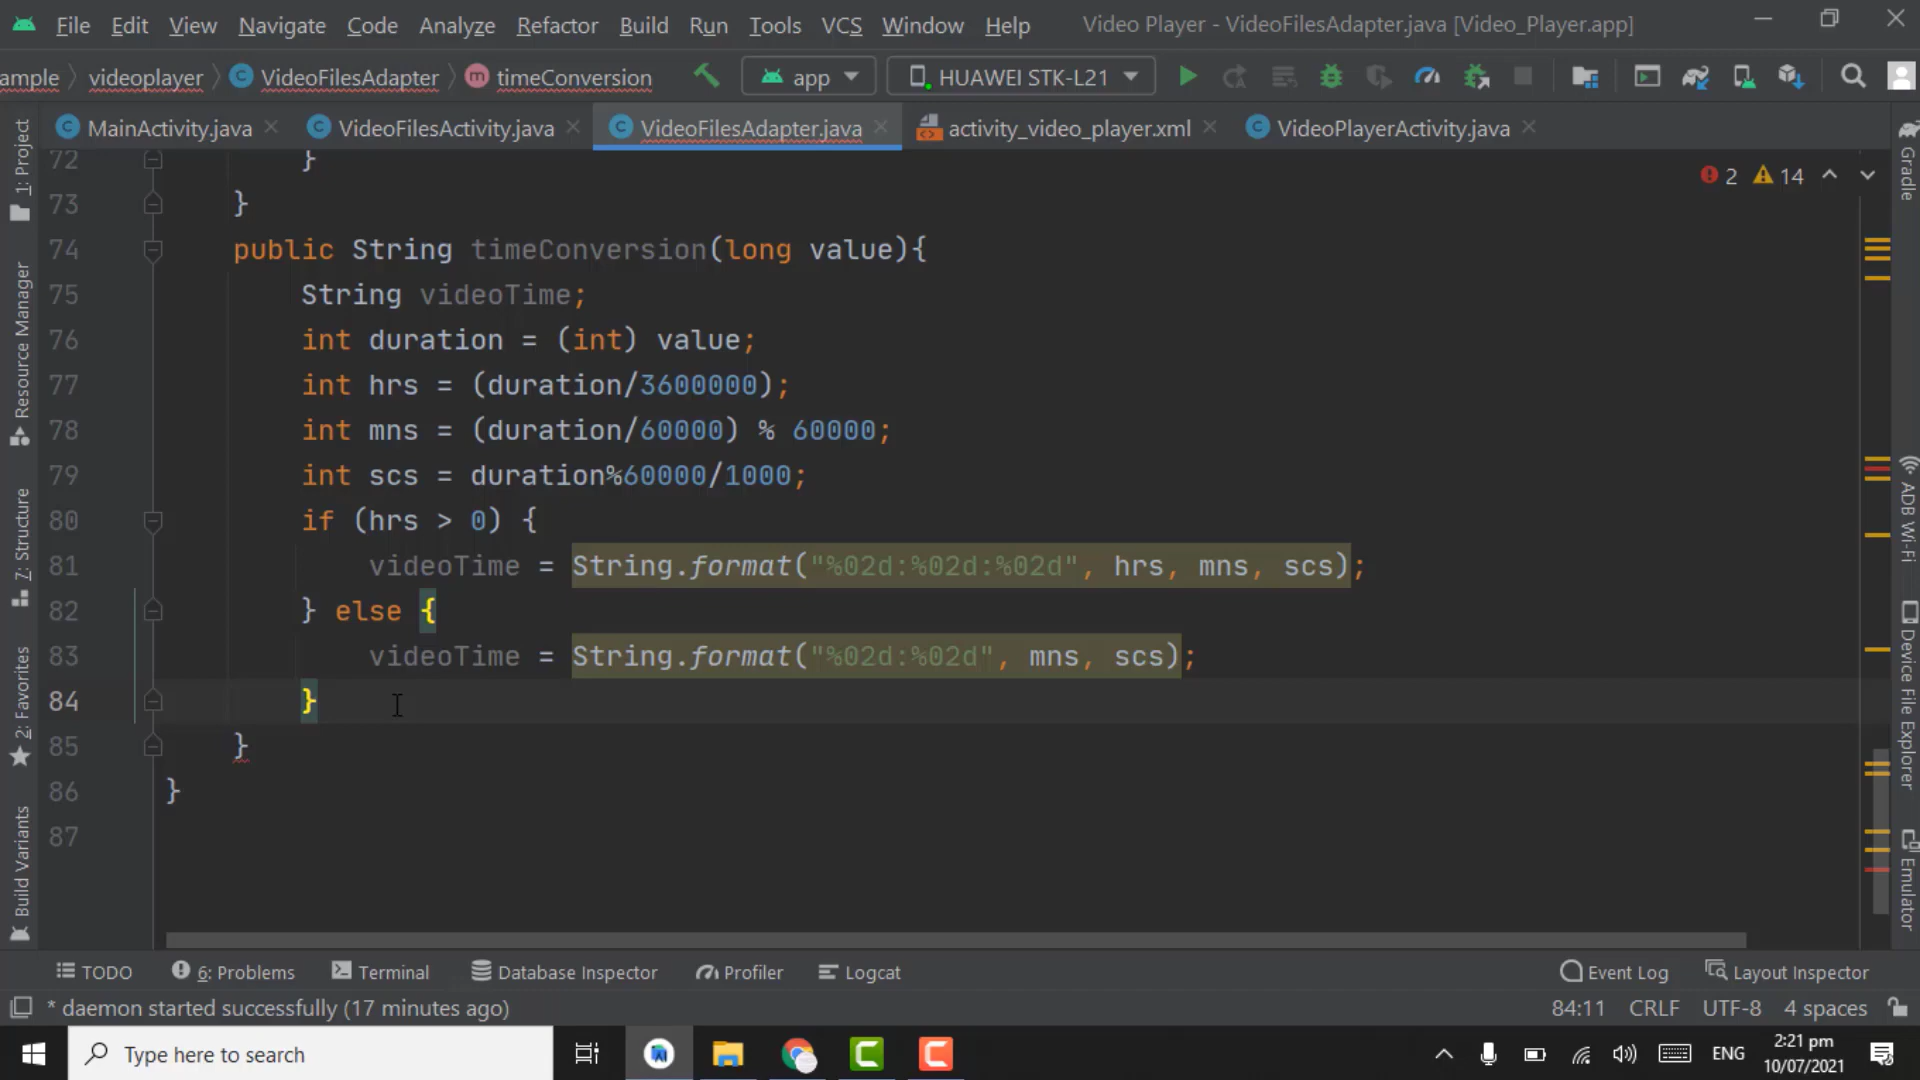 File Edit View Navigate Code Analyze Refactor Build Run Tools VCS Window Help Video Player - VideoFilesAdapter.java [Video_Player.app]
ample videoplayer C VideoFilesAdapter m timeConversion app HUAWEI STK-L21
C MainActivity.java C VideoFilesActivity.java C VideoFilesAdapter.java activity_video_player.xml C VideoPlayerActivity.java
2 14
72 }
73 }
74 public String timeConversion(long value){
75 String videoTime;
76 int duration = (int) value;
77 int hrs = (duration/3600000);
78 int mns = (duration/60000) % 60000;
79 int scs = duration%60000/1000;
80 if (hrs > 0) {
81 videoTime = String.format("%02d:%02d:%02d", hrs, mns, scs);
82 } else {
83 videoTime = String.format("%02d:%02d", mns, scs);
84 }
85 }
86 }
87
1: Project
Resource Manager
7: Structure
2: Favorites
Build Variants
Gradle
ADB Wi-Fi
Device File Explorer
Emulator
TODO 6: Problems Terminal Database Inspector Profiler Logcat Event Log Layout Inspector
* daemon started successfully (17 minutes ago) 84:11 CRLF UTF-8 4 spaces
Type here to search ENG 2:21 pm
10/07/2021